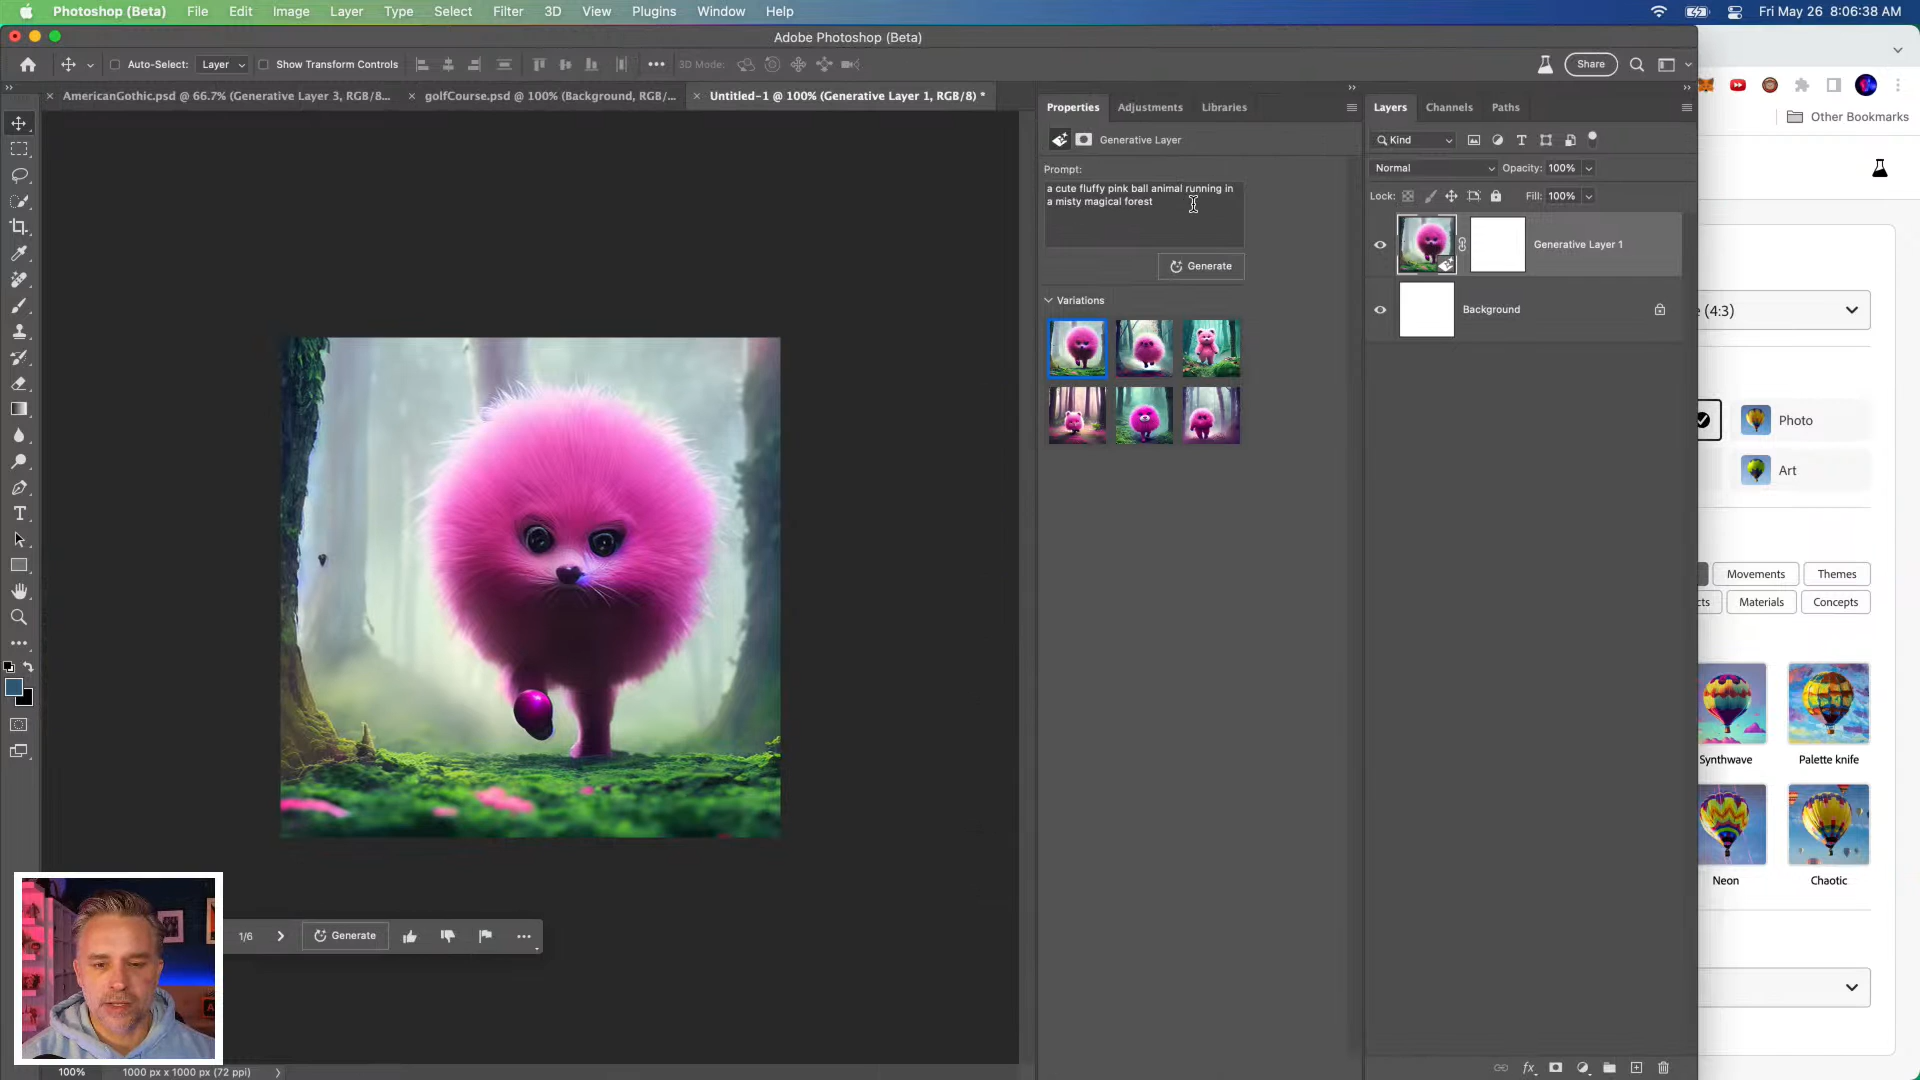 Photoshop (Beta) File Edit Image Layer Type Select Filter 3D View Plugins Window Help Fri May 26 8:06:38 AM
Adobe Photoshop (Beta)
Auto-Select: Layer Show Transform Controls 3D Mode: Share
AmericanGothic.psd @ 66.7% (Generative Layer 3, RGB/8... golfCourse.psd @ 100% (Background, RGB/... Untitled-1 @ 100% (Generative Layer 1, RGB/8) *
Properties Adjustments Libraries
Generative Layer
Prompt:
a cute fluffy pink ball animal running in
a misty magical forest
Generate
Variations
Layers Channels Paths
Kind
Normal Opacity: 100%
Lock: Fill: 100%
Generative Layer 1
Background
Other Bookmarks
e (4:3)
Photo
Art
Movements Themes
cts Materials Concepts
Synthwave Palette knife
Neon Chaotic
1/6 Generate
100% 1000 px x 1000 px (72 ppi)